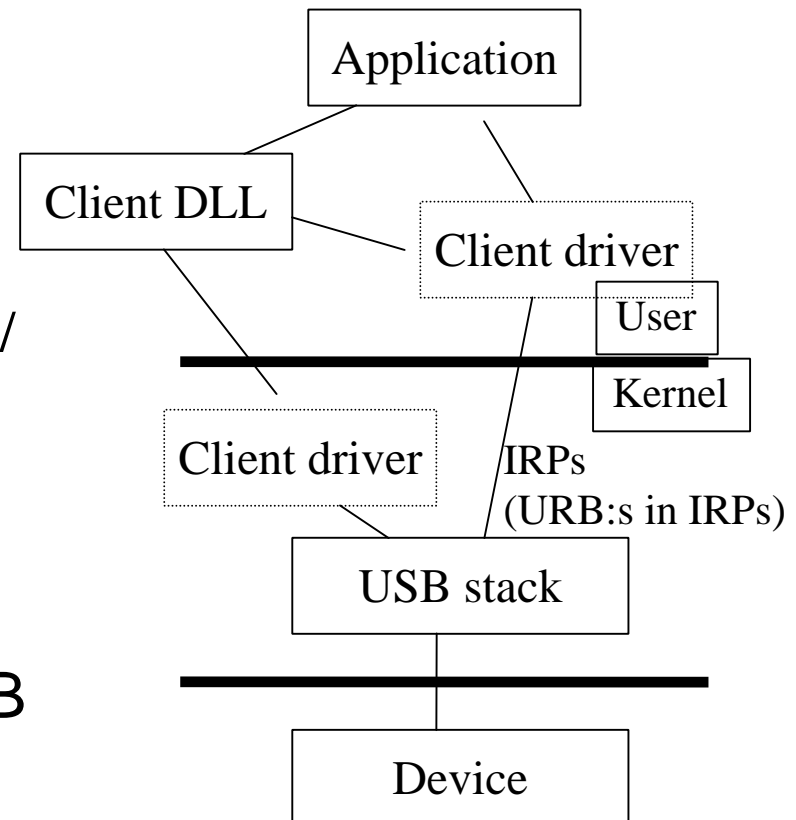 Application
Client DLL
Client driver
User
/
Kernel
Client driver
IRPs
(URB:s in IRPs)
USB stack
B
Device